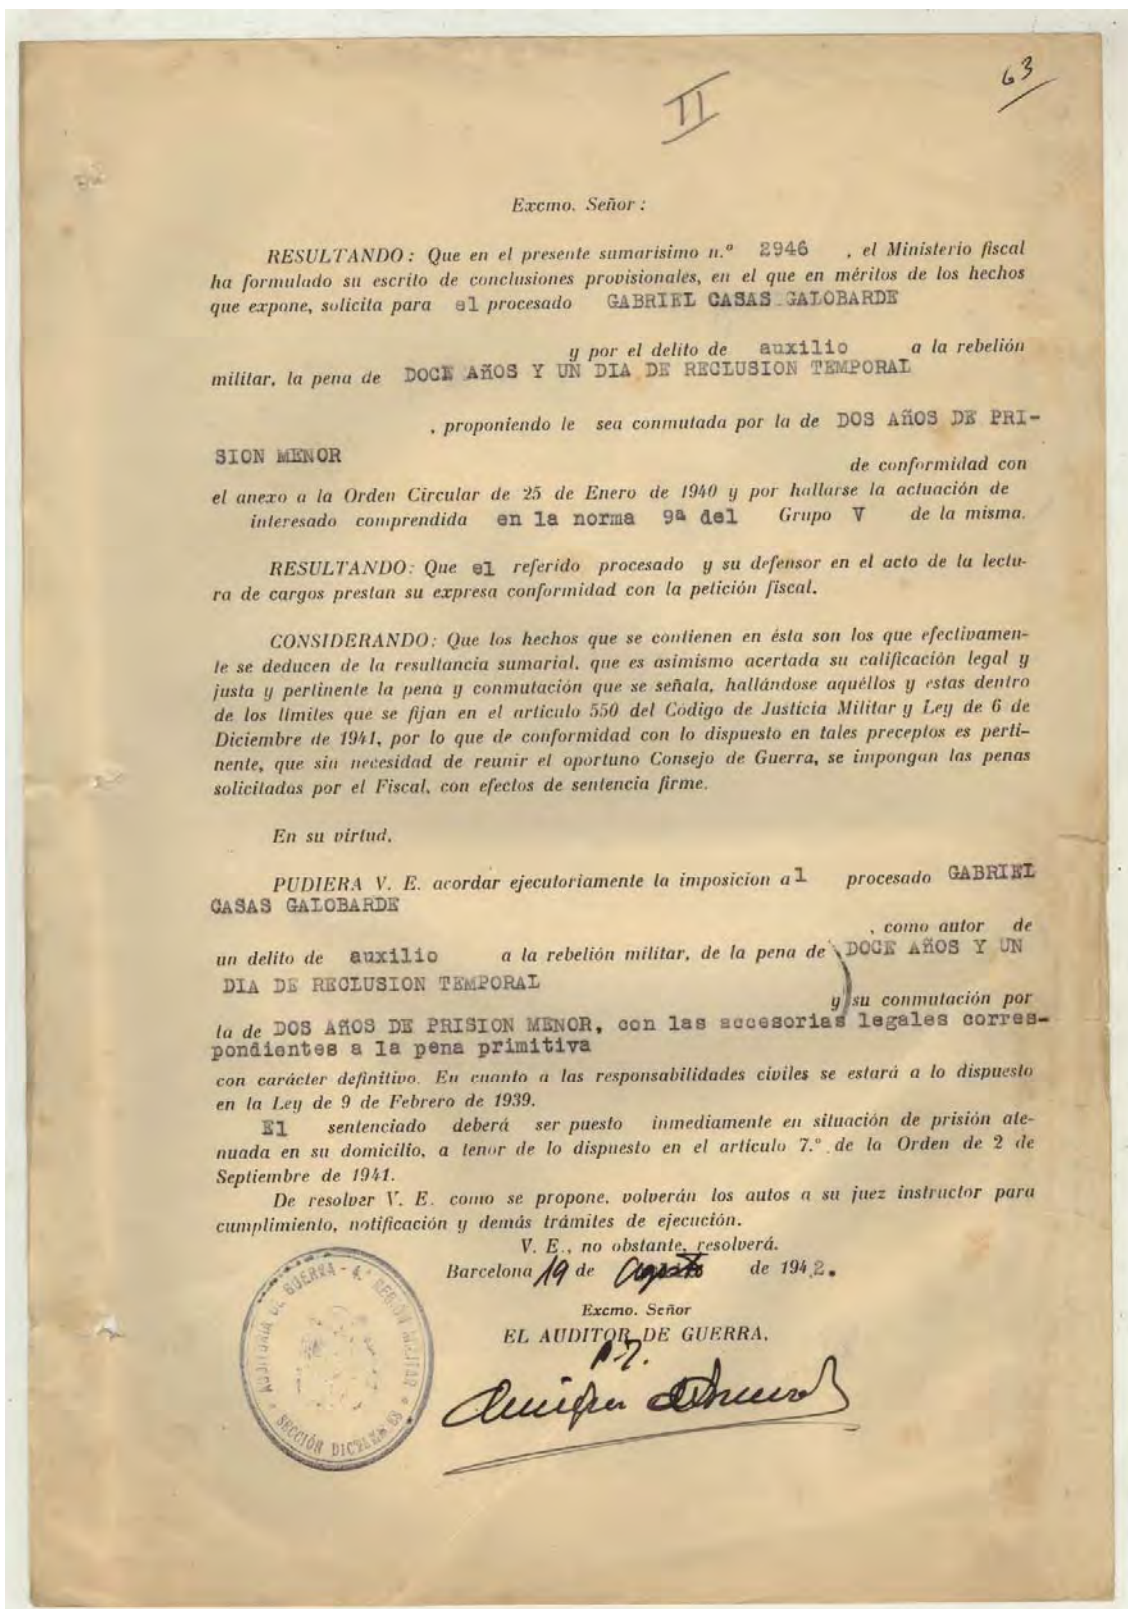 63
II
Excmo. Señor :
RESULTANDO : Que en el presente sumarísimo n.º 2946 , el Ministerio fiscal
ha formulado su escrito de conclusiones provisionales, en el que en méritos de los hechos
que expone, solicita para el procesado GABRIEL CASAS GALOBARDE
y por el delito de auxilio a la rebelión
militar, la pena de DOCE AÑOS Y UN DIA DE RECLUSION TEMPORAL
, proponiendo le sea conmutada por la de DOS AÑOS DE PRI-
SION MENOR
de conformidad con
el anexo a la Orden Circular de 25 de Enero de 1940 y por hallarse la actuación de
interesado comprendida en la norma 9ª del Grupo V de la misma.
RESULTANDO: Que el referido procesado y su defensor en el acto de la lectu-
ra de cargos prestan su expresa conformidad con la petición fiscal.
CONSIDERANDO: Que los hechos que se contienen en ésta son los que efectivamen-
te se deducen de la resultancia sumarial, que es asimismo acertada su calificación legal y
justa y pertinente la pena y conmutación que se señala, hallándose aquéllos y estas dentro
de los límites que se fijan en el artículo 550 del Código de Justicia Militar y Ley de 6 de
Diciembre de 1941, por lo que de conformidad con lo dispuesto en tales preceptos es perti-
nente, que sin necesidad de reunir el oportuno Consejo de Guerra, se impongan las penas
solicitadas por el Fiscal, con efectos de sentencia firme.
En su virtud,
PUDIERA V. E. acordar ejecutoriamente la imposicion al procesado GABRIEL
CASAS GALOBARDE
, como autor de
un delito de auxilio a la rebelión militar, de la pena de DOCE AÑOS Y UN
DIA DE RECLUSION TEMPORAL
y su conmutación por
la de DOS AÑOS DE PRISION MENOR, con las accesorias legales corres-
pondientes a la pena primitiva
con carácter definitivo. En cuanto a las responsabilidades civiles se estará a lo dispuesto
en la Ley de 9 de Febrero de 1939.
El sentenciado deberá ser puesto inmediamente en situación de prisión ate-
nuada en su domicilio, a tenor de lo dispuesto en el artículo 7.º de la Orden de 2 de
Septiembre de 1941.
De resolver V. E. como se propone, volverán los autos a su juez instructor para
cumplimiento, notificación y demás trámites de ejecución.
V. E., no obstante, resolverá.
Barcelona 19 de Agosto de 1942.
Excmo. Señor
EL AUDITOR DE GUERRA,
AUDITORIA DE GUERRA - 4.ª REGION MILITAR
SECCIÓN DICTAMENES